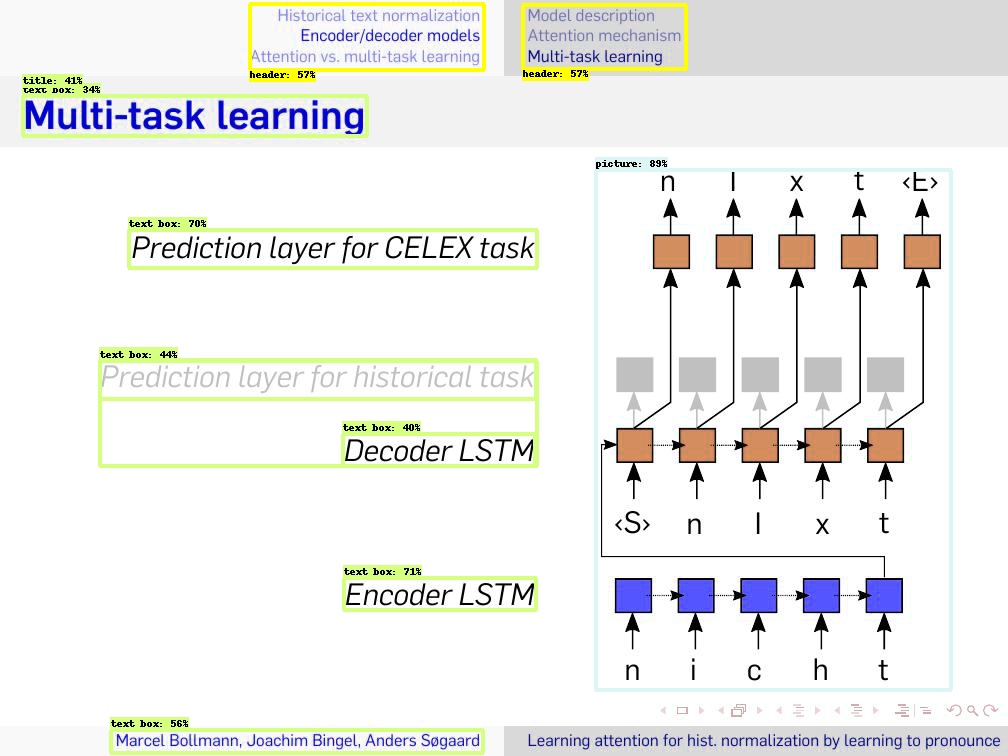 Historical text normalization
Encoder/decoder models
Attention vs. multi-task learning
Model description
Attention mechanism
Multi-task learning
header: 57%
header: 57%
title: 41%
text box: 34%
Multi-task learning
picture: 89%
n I x t ‹E›
text box: 70%
Prediction layer for CELEX task
text box: 44%
Prediction layer for historical task
text box: 40%
Decoder LSTM
‹S› n I x t
text box: 71%
Encoder LSTM
n i c h t
text box: 56%
Marcel Bollmann, Joachim Bingel, Anders Søgaard
Learning attention for hist. normalization by learning to pronounce